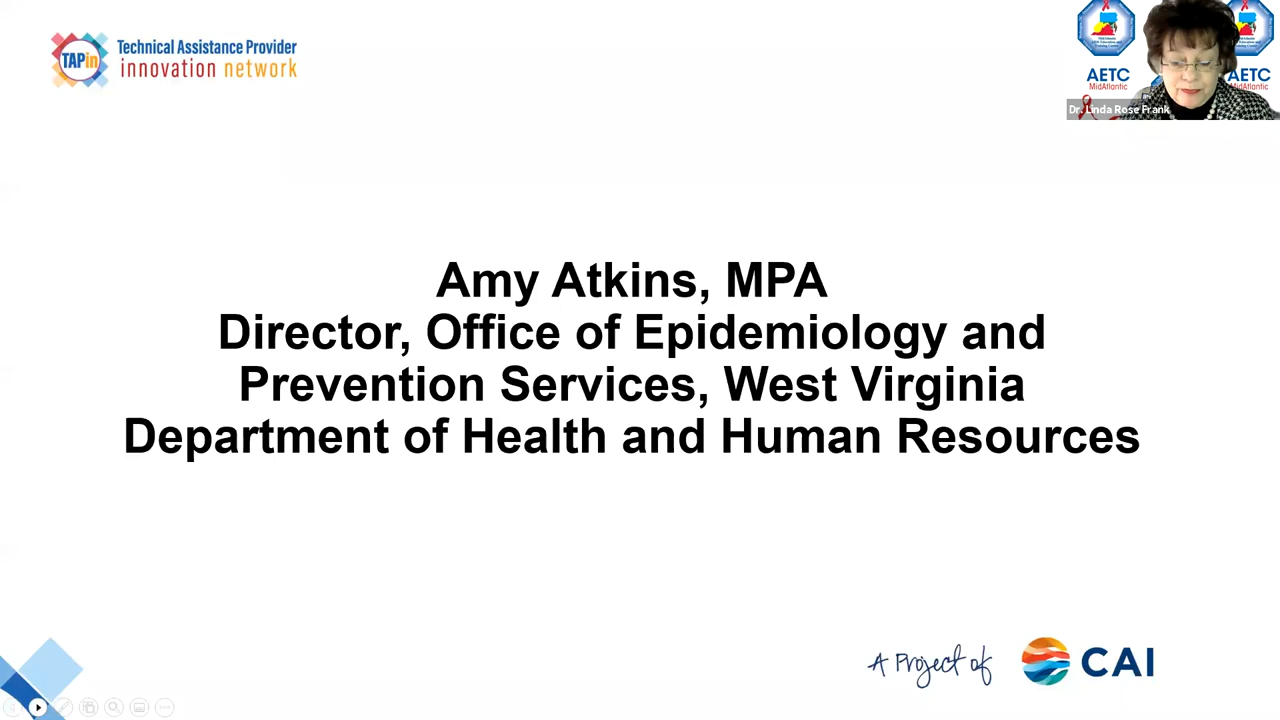 TAPin
Technical Assistance Provider
innovation network
AETC
MidAtlantic
AETC
MidAtlantic
Dr. Linda Rose Frank
Amy Atkins, MPA
Director, Office of Epidemiology and
Prevention Services, West Virginia
Department of Health and Human Resources
A Project of
CAI